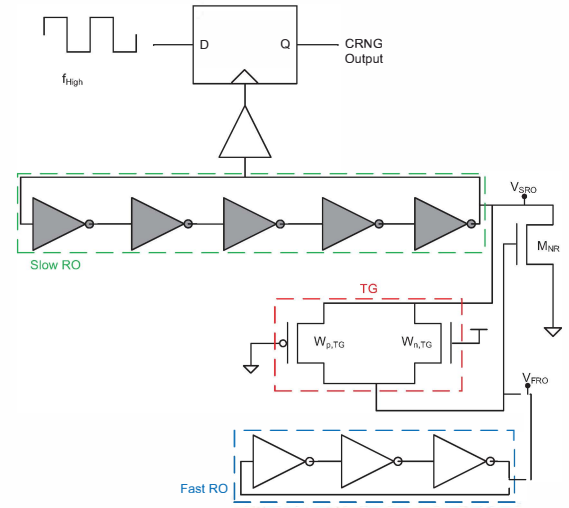 D
Q
CRNG
Output
fHigh
VSRO
MNR
Slow RO
TG
Wp,TG
Wn,TG
VFRO
Fast RO